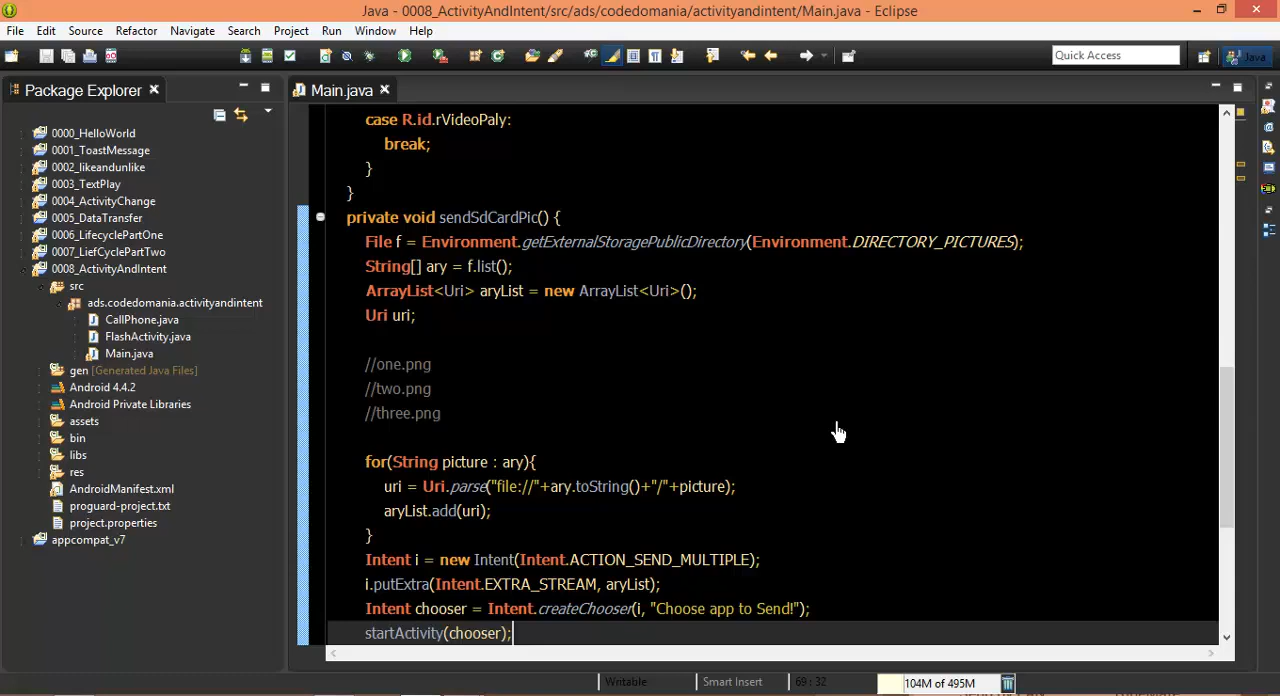 Java - 0008_ActivityAndIntent/src/ads/codedomania/activityandintent/Main.java - Eclipse
File Edit Source Refactor Navigate Search Project Run Window Help
Quick Access
Java
Package Explorer
0000_HelloWorld
0001_ToastMessage
0002_likeandunlike
0003_TextPlay
0004_ActivityChange
0005_DataTransfer
0006_LifecyclePartOne
0007_LiefCyclePartTwo
0008_ActivityAndIntent
src
ads.codedomania.activityandintent
CallPhone.java
FlashActivity.java
Main.java
gen [Generated Java Files]
Android 4.4.2
Android Private Libraries
assets
bin
libs
res
AndroidManifest.xml
proguard-project.txt
project.properties
appcompat_v7
Main.java
case R.id.rVideoPaly:
break;
}
}
private void sendSdCardPic() {
File f = Environment.getExternalStoragePublicDirectory(Environment.DIRECTORY_PICTURES);
String[] ary = f.list();
ArrayList<Uri> aryList = new ArrayList<Uri>();
Uri uri;
//one.png
//two.png
//three.png
for(String picture : ary){
uri = Uri.parse("file://"+ary.toString()+"/"+picture);
aryList.add(uri);
}
Intent i = new Intent(Intent.ACTION_SEND_MULTIPLE);
i.putExtra(Intent.EXTRA_STREAM, aryList);
Intent chooser = Intent.createChooser(i, "Choose app to Send!");
startActivity(chooser);
Writable Smart Insert 69 : 32 104M of 495M